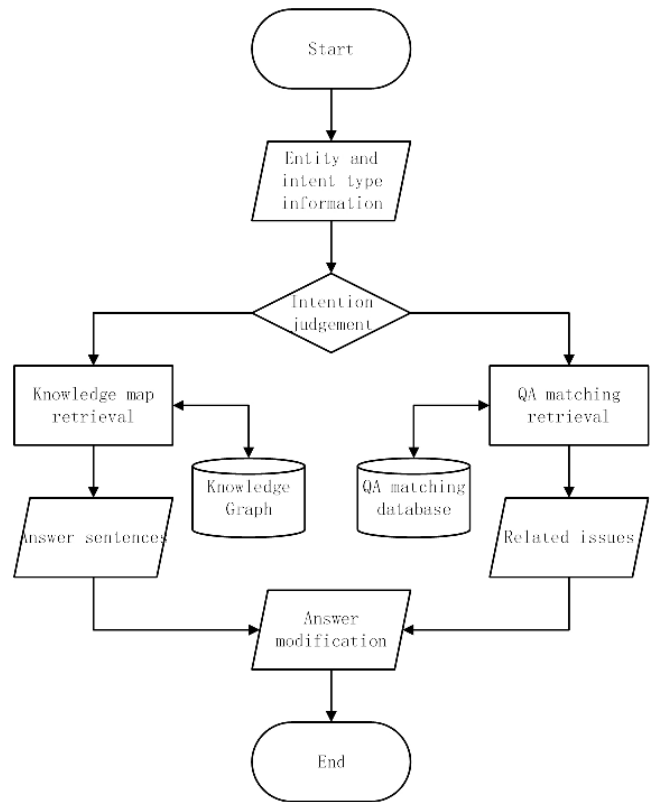 Start
Entity and
intent type
information
Intention
judgement
Knowledge map
retrieval
QA matching
retrieval
Knowledge
Graph
QA matching
database
Answer sentences
Related issues
Answer
modification
End